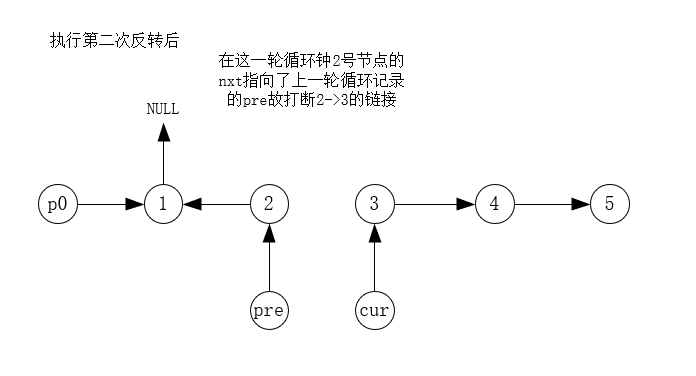 执行第二次反转后
在这一轮循环钟2号节点的
nxt指向了上一轮循环记录
的pre故打断2->3的链接
NULL
p0
1
2
3
4
5
pre
cur